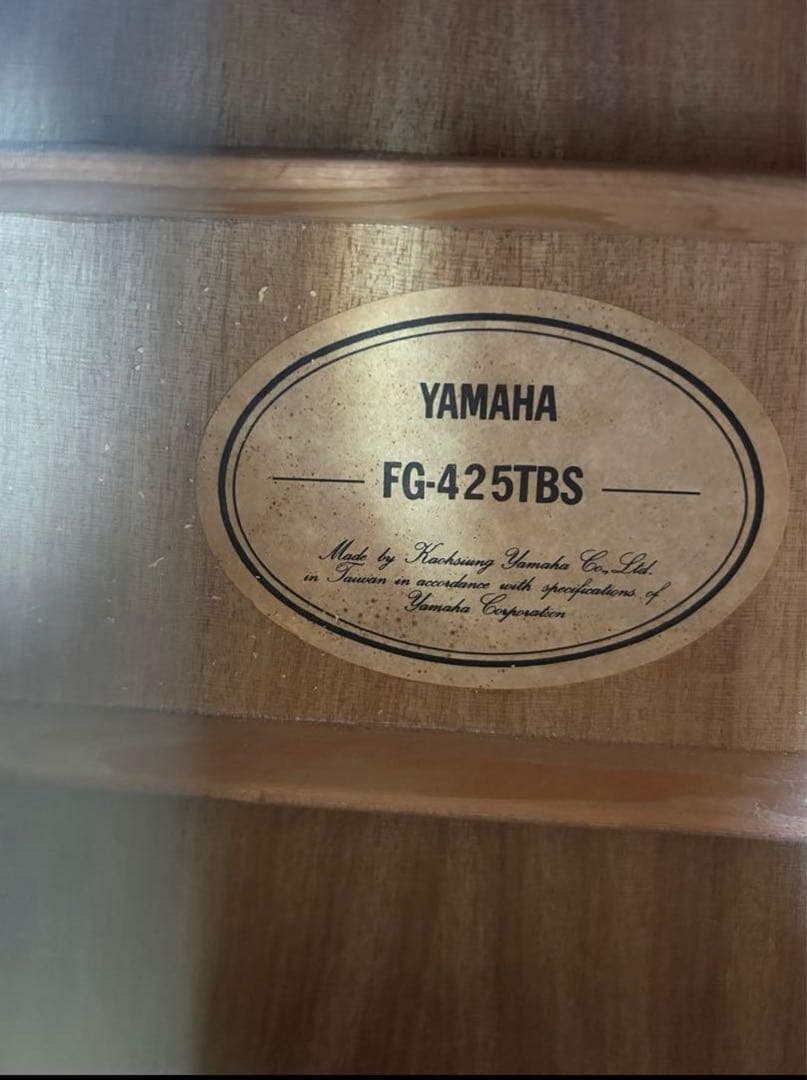 YAMAHA
FG-425TBS
Made by Kaohsiung Yamaha Co., Ltd.
in Taiwan in accordance with specifications of
Yamaha Corporation